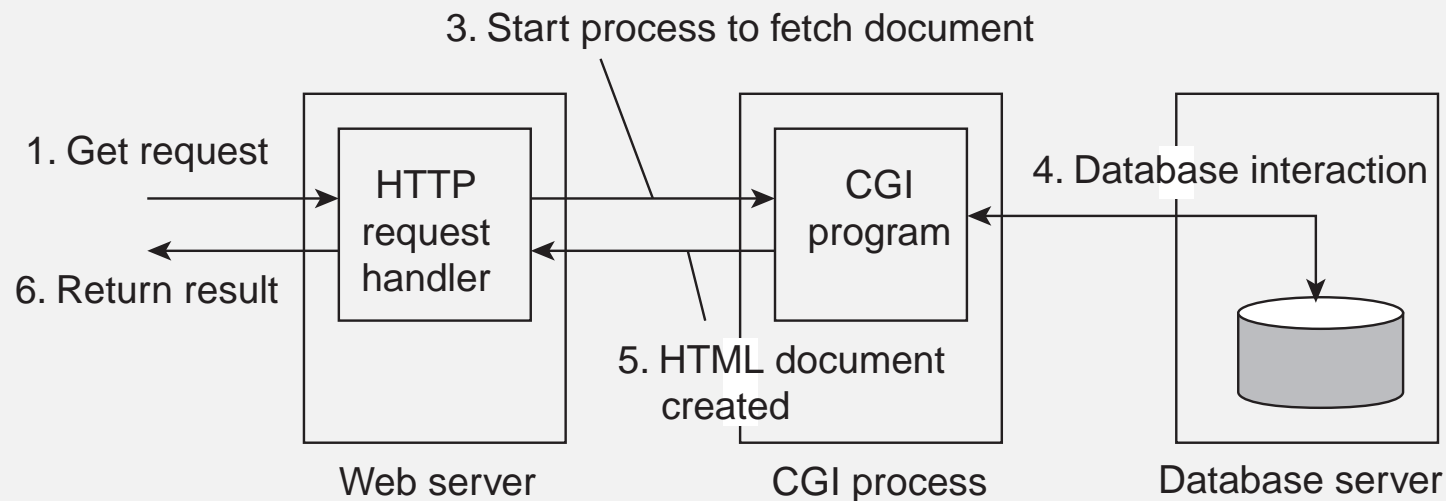 3. Start process to fetch document
1. Get request
HTTP
request
handler
CGI
program
4. Database interaction
6. Return result
5. HTML document
created
Web server
CGI process
Database server